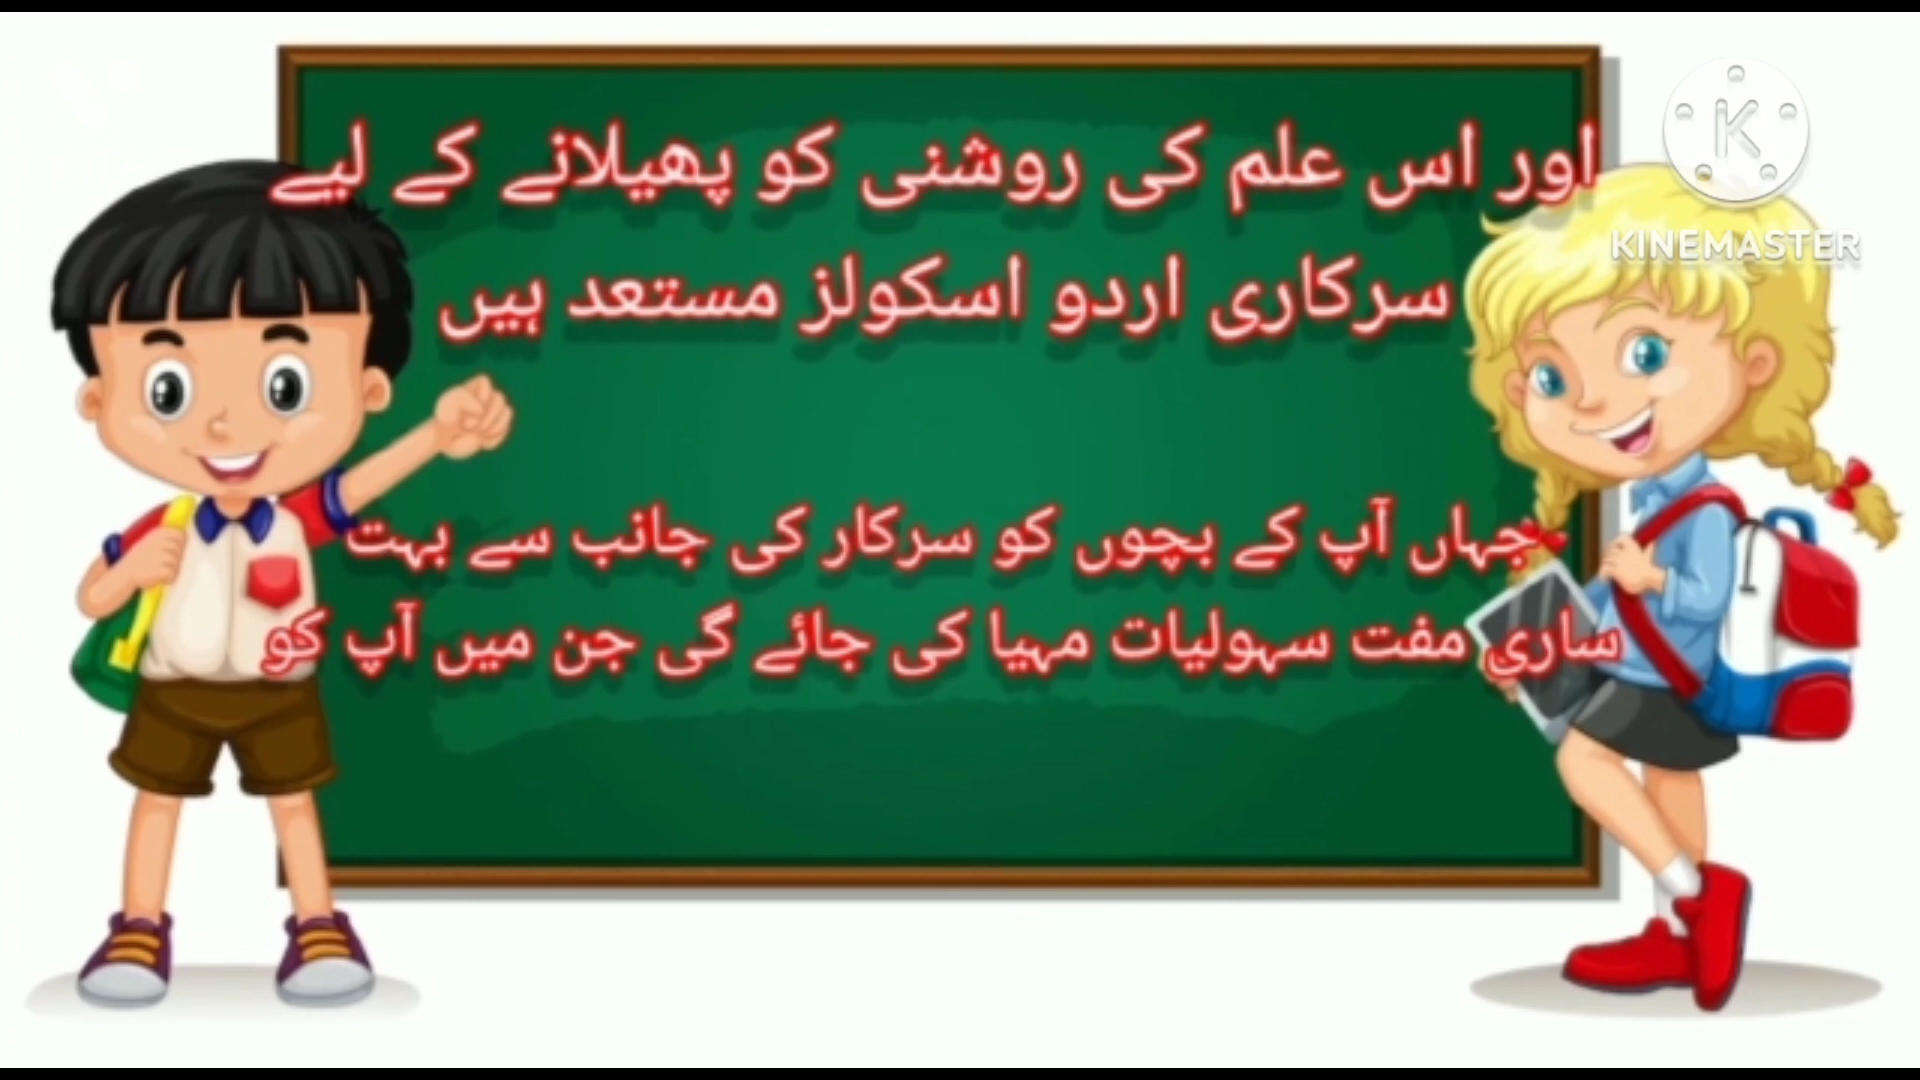 اور اس علم کی روشنی کو پھیلانے کے لیے
سرکاری اردو اسکولز مستعد ہیں
جہاں آپ کے بچوں کو سرکار کی جانب سے بہت
ساری مفت سہولیات مہیا کی جائے گی جن میں آپ کو
KINEMASTER